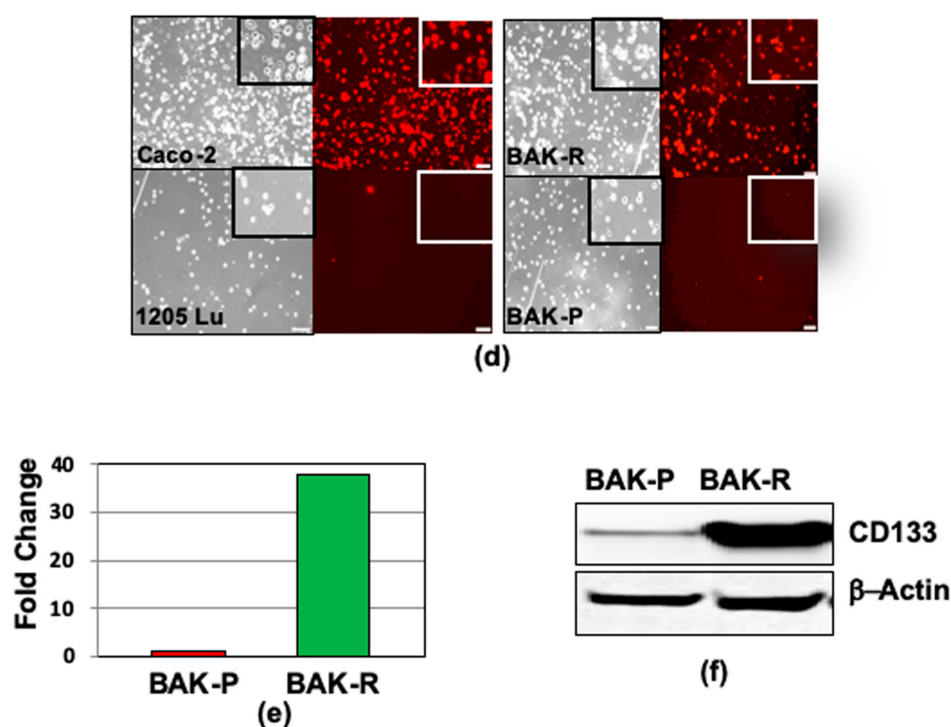 Caco-2
BAK-R
1205 Lu
BAK-P
(d)
Fold Change
40
30
20
10
0
BAK-P
BAK-R
(e)
BAK-P BAK-R
CD133
β–Actin
(f)